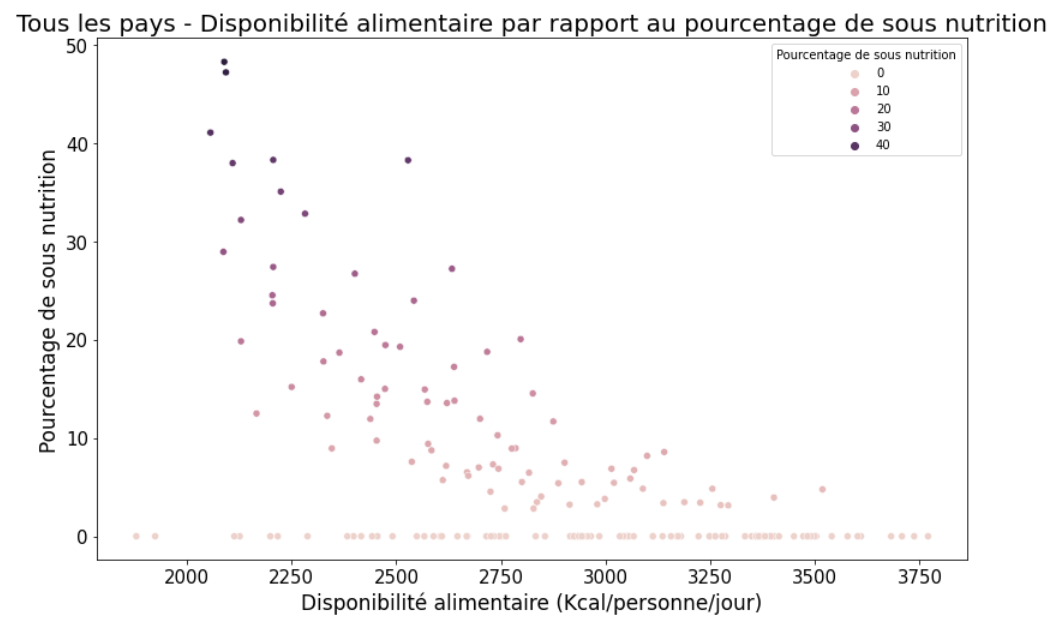 Tous les pays - Disponibilité alimentaire par rapport au pourcentage de sous nutrition
Pourcentage de sous nutrition
0
10
20
30
40
Pourcentage de sous nutrition
50
40
30
20
10
0
2000 2250 2500 2750 3000 3250 3500 3750
Disponibilité alimentaire (Kcal/personne/jour)